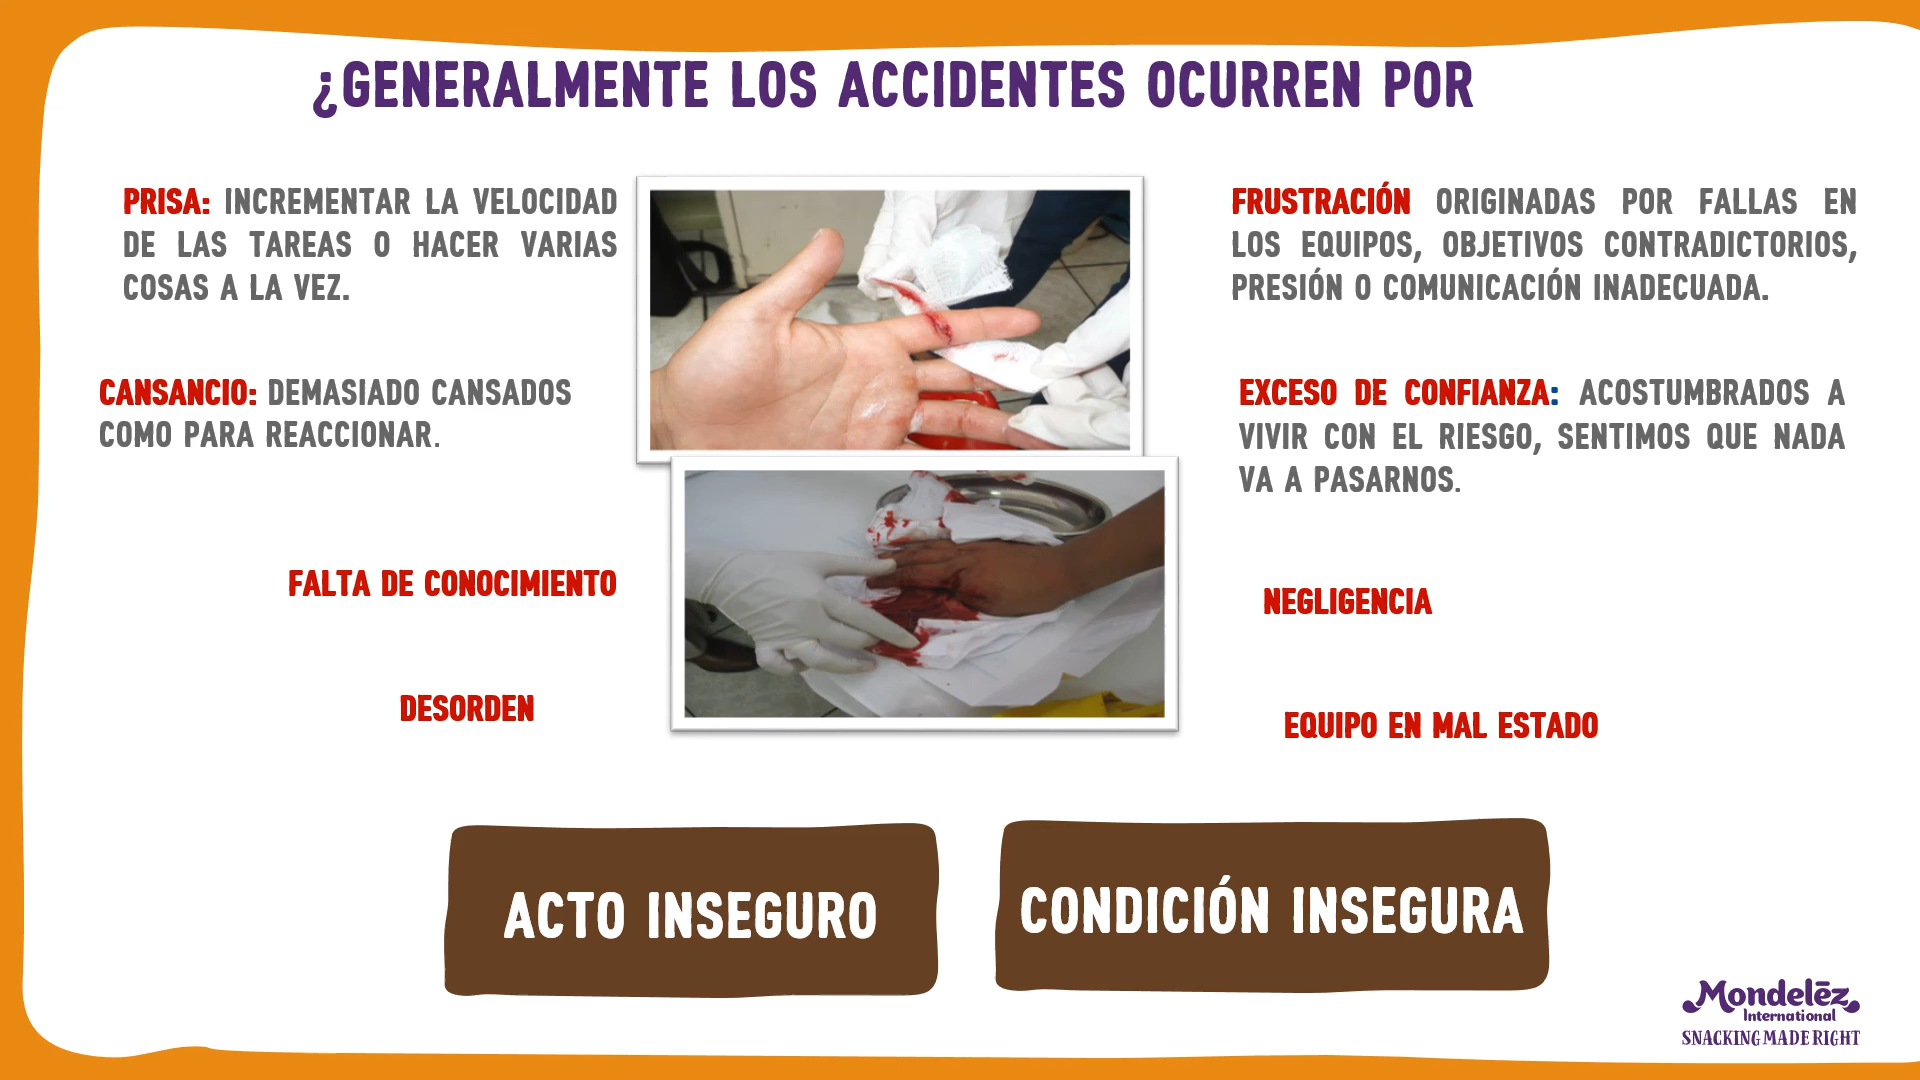 ¿GENERALMENTE LOS ACCIDENTES OCURREN POR
PRISA: INCREMENTAR LA VELOCIDAD
DE LAS TAREAS O HACER VARIAS
COSAS A LA VEZ.
CANSANCIO: DEMASIADO CANSADOS
COMO PARA REACCIONAR.
FALTA DE CONOCIMIENTO
DESORDEN
FRUSTRACIÓN ORIGINADAS POR FALLAS EN
LOS EQUIPOS, OBJETIVOS CONTRADICTORIOS,
PRESIÓN O COMUNICACIÓN INADECUADA.
EXCESO DE CONFIANZA: ACOSTUMBRADOS A
VIVIR CON EL RIESGO, SENTIMOS QUE NADA
VA A PASARNOS.
NEGLIGENCIA
EQUIPO EN MAL ESTADO
ACTO INSEGURO
CONDICIÓN INSEGURA
Mondelēz
International
SNACKING MADE RIGHT